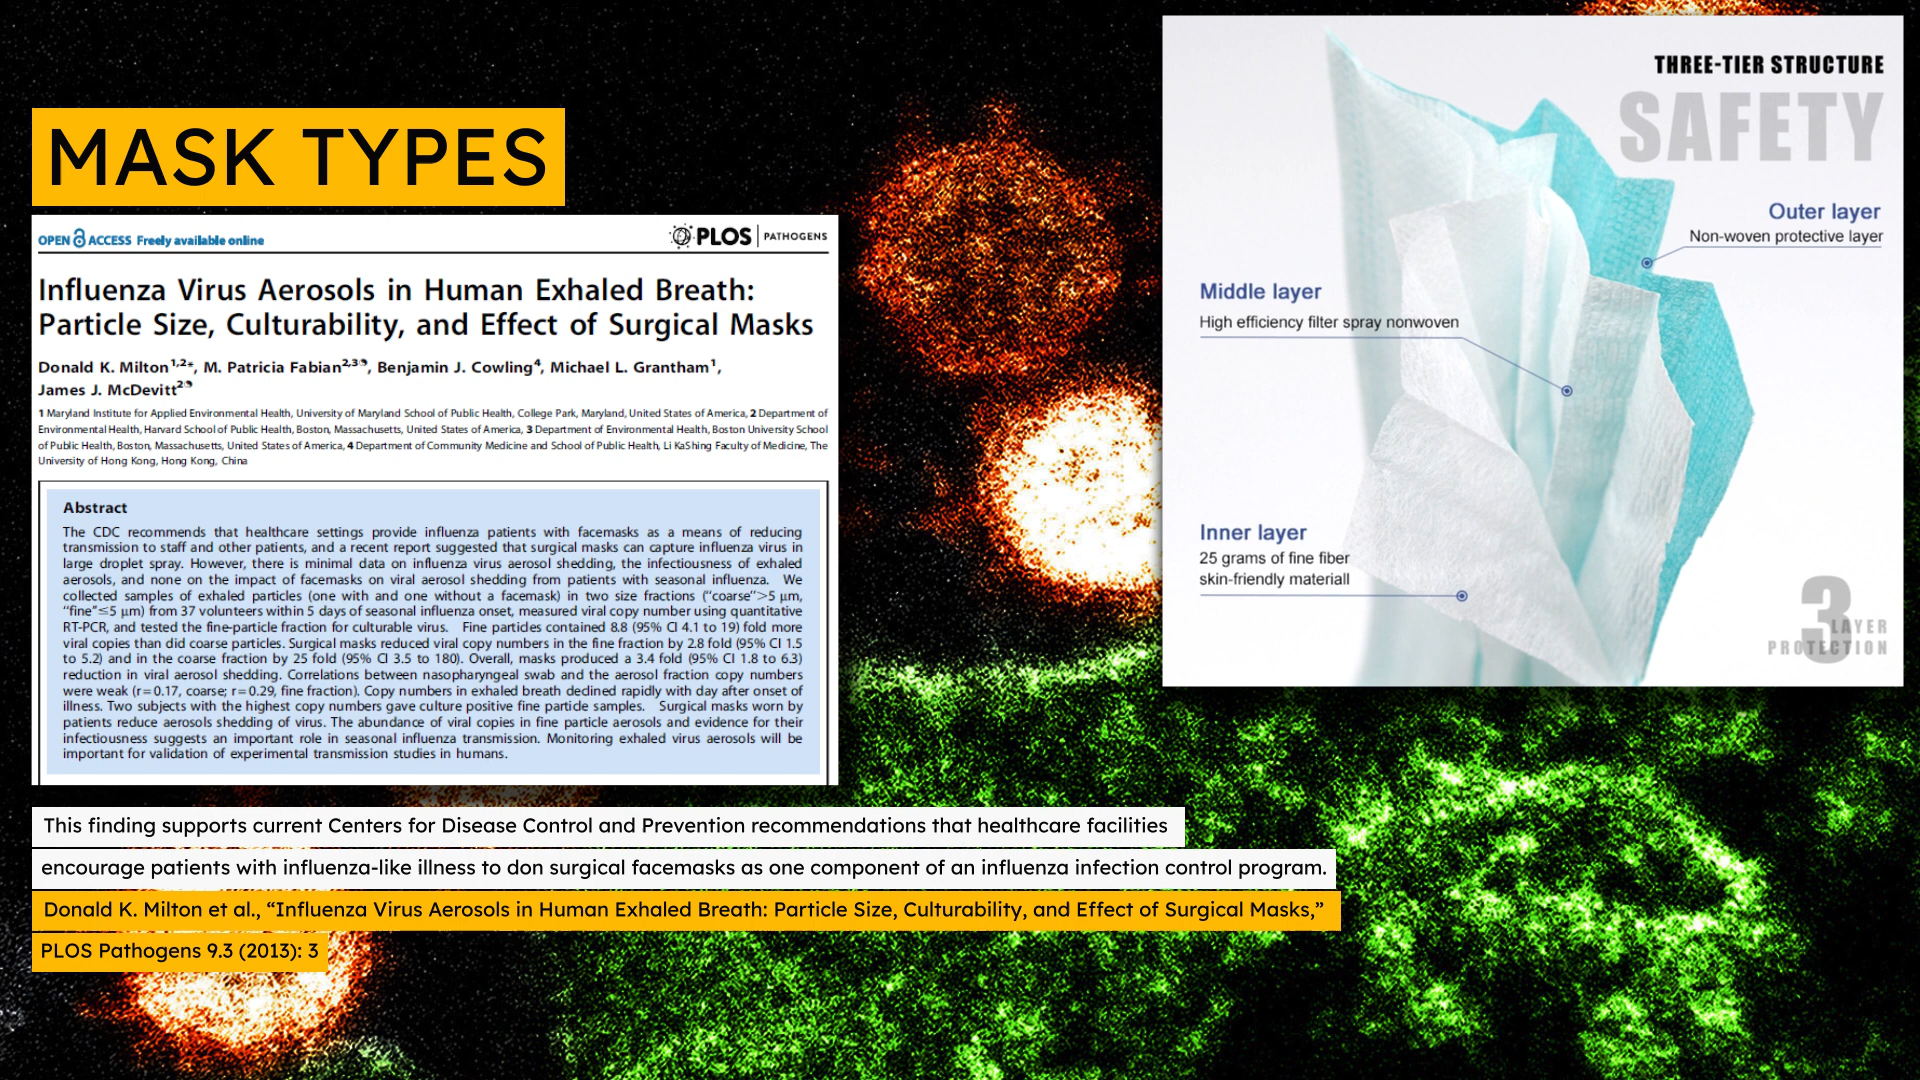 MASK TYPES
OPEN ACCESS Freely available online
PLOS | PATHOGENS
Influenza Virus Aerosols in Human Exhaled Breath:
Particle Size, Culturability, and Effect of Surgical Masks
Donald K. Milton1,2*, M. Patricia Fabian2,3, Benjamin J. Cowling4, Michael L. Grantham1,
James J. McDevitt2
1 Maryland Institute for Applied Environmental Health, University of Maryland School of Public Health, College Park, Maryland, United States of America, 2 Department of
Environmental Health, Harvard School of Public Health, Boston, Massachusetts, United States of America, 3 Department of Environmental Health, Boston University School
of Public Health, Boston, Massachusetts, United States of America, 4 Department of Community Medicine and School of Public Health, Li KaShing Faculty of Medicine, The
University of Hong Kong, Hong Kong, China
Abstract
The CDC recommends that healthcare settings provide influenza patients with facemasks as a means of reducing
transmission to staff and other patients, and a recent report suggested that surgical masks can capture influenza virus in
large droplet spray. However, there is minimal data on influenza virus aerosol shedding, the infectiousness of exhaled
aerosols, and none on the impact of facemasks on viral aerosol shedding from patients with seasonal influenza. We
collected samples of exhaled particles (one with and one without a facemask) in two size fractions (“coarse”>5 μm,
“fine”≤5 μm) from 37 volunteers within 5 days of seasonal influenza onset, measured viral copy number using quantitative
RT-PCR, and tested the fine-particle fraction for culturable virus. Fine particles contained 8.8 (95% CI 4.1 to 19) fold more
viral copies than did coarse particles. Surgical masks reduced viral copy numbers in the fine fraction by 2.8 fold (95% CI 1.5
to 5.2) and in the coarse fraction by 25 fold (95% CI 3.5 to 180). Overall, masks produced a 3.4 fold (95% CI 1.8 to 6.3)
reduction in viral aerosol shedding. Correlations between nasopharyngeal swab and the aerosol fraction copy numbers
were weak (r=0.17, coarse; r=0.29, fine fraction). Copy numbers in exhaled breath declined rapidly with day after onset of
illness. Two subjects with the highest copy numbers gave culture positive fine particle samples. Surgical masks worn by
patients reduce aerosols shedding of virus. The abundance of viral copies in fine particle aerosols and evidence for their
infectiousness suggests an important role in seasonal influenza transmission. Monitoring exhaled virus aerosols will be
important for validation of experimental transmission studies in humans.
This finding supports current Centers for Disease Control and Prevention recommendations that healthcare facilities
encourage patients with influenza-like illness to don surgical facemasks as one component of an influenza infection control program.
Donald K. Milton et al., “Influenza Virus Aerosols in Human Exhaled Breath: Particle Size, Culturability, and Effect of Surgical Masks,”
PLOS Pathogens 9.3 (2013): 3
THREE-TIER STRUCTURE
SAFETY
Outer layer
Non-woven protective layer
Middle layer
High efficiency filter spray nonwoven
Inner layer
25 grams of fine fiber
skin-friendly materiall
3 LAYER
PROTECTION